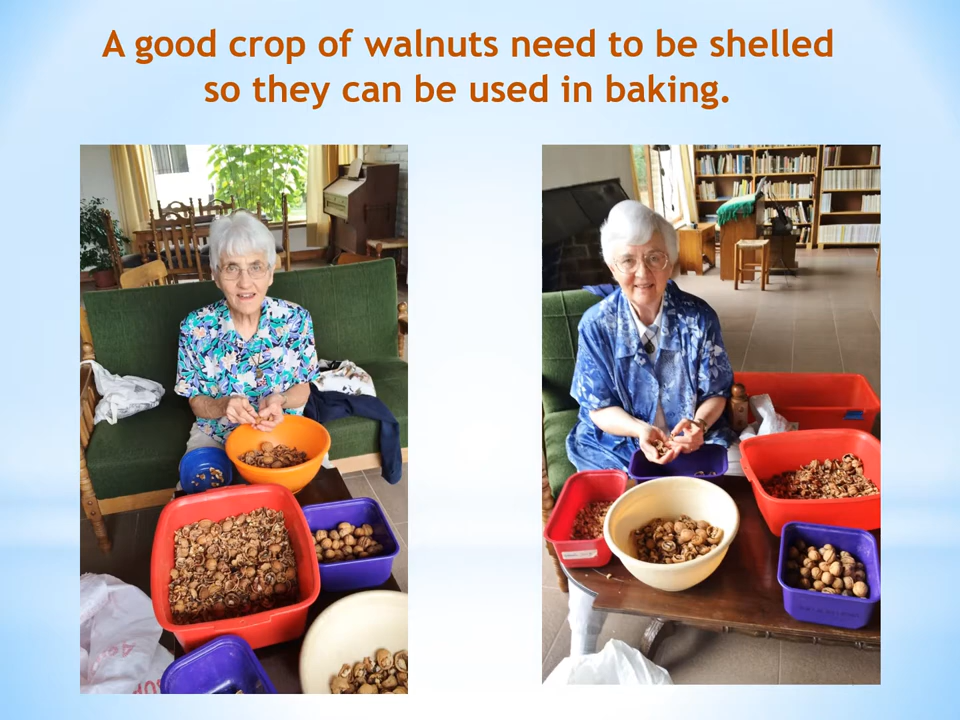 A good crop of walnuts need to be shelled
so they can be used in baking.